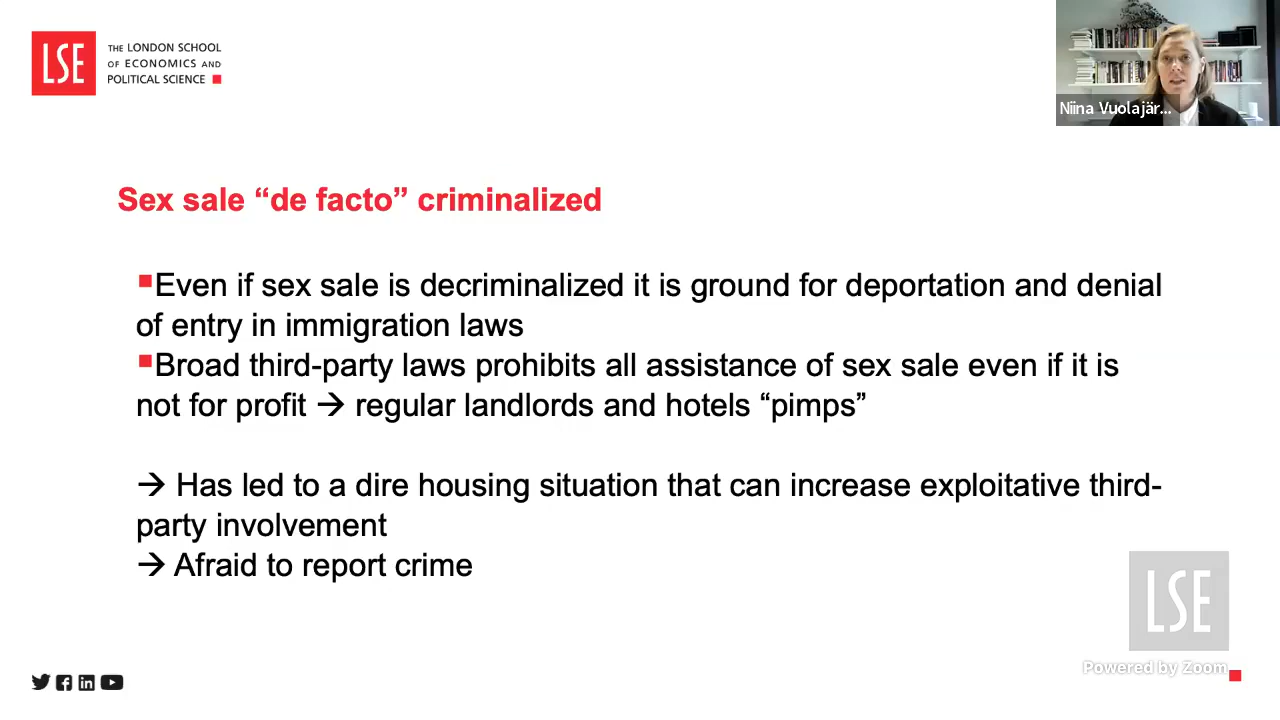 LSE
THE LONDON SCHOOL
OF ECONOMICS AND
POLITICAL SCIENCE
Niina Vuolajär...
Sex sale “de facto” criminalized
Even if sex sale is decriminalized it is ground for deportation and denial
of entry in immigration laws
Broad third-party laws prohibits all assistance of sex sale even if it is
not for profit → regular landlords and hotels “pimps”
→ Has led to a dire housing situation that can increase exploitative third-
party involvement
→ Afraid to report crime
LSE
Powered by Zoom